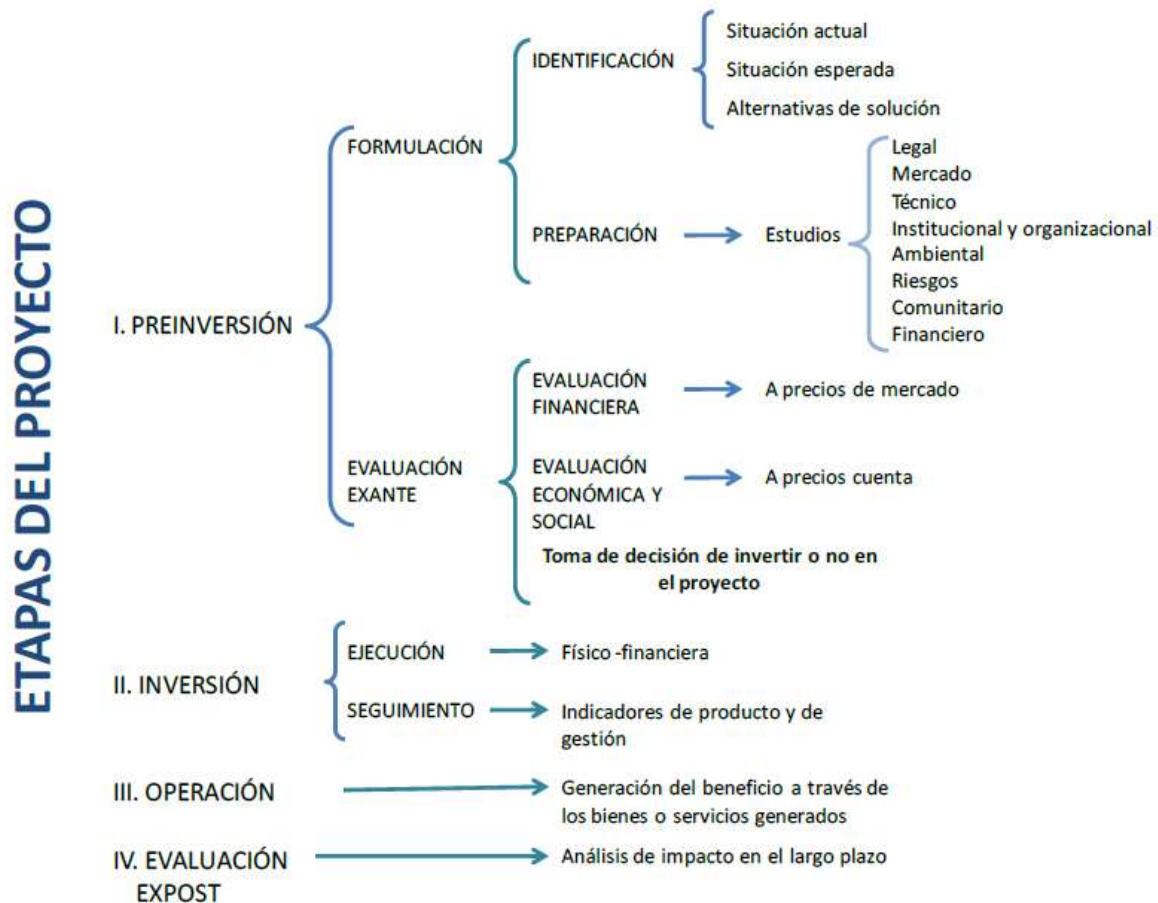 ETAPAS DEL PROYECTO
I. PREINVERSIÓN
FORMULACIÓN
IDENTIFICACIÓN
Situación actual
Situación esperada
Alternativas de solución
PREPARACIÓN
Estudios
Legal
Mercado
Técnico
Institucional y organizacional
Ambiental
Riesgos
Comunitario
Financiero
EVALUACIÓN
EXANTE
EVALUACIÓN
FINANCIERA
A precios de mercado
EVALUACIÓN
ECONÓMICA Y
SOCIAL
A precios cuenta
Toma de decisión de invertir o no en
el proyecto
II. INVERSIÓN
EJECUCIÓN
Físico -financiera
SEGUIMIENTO
Indicadores de producto y de
gestión
III. OPERACIÓN
Generación del beneficio a través de
los bienes o servicios generados
IV. EVALUACIÓN
EXPOST
Análisis de impacto en el largo plazo